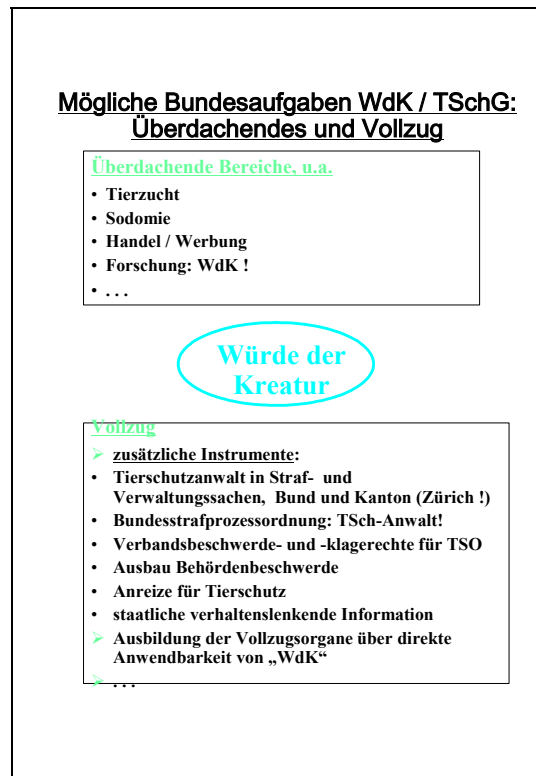 Mögliche Bundesaufgaben WdK / TSchG:
Überdachendes und Vollzug
Überdachende Bereiche, u.a.
• Tierzucht
• Sodomie
• Handel / Werbung
• Forschung: WdK !
• . . .
Würde der
Kreatur
Vollzug
➢ zusätzliche Instrumente:
• Tierschutzanwalt in Straf- und
Verwaltungssachen, Bund und Kanton (Zürich !)
• Bundesstrafprozessordnung: TSch-Anwalt!
• Verbandsbeschwerde- und -klagerechte für TSO
• Ausbau Behördenbeschwerde
• Anreize für Tierschutz
• staatliche verhaltenslenkende Information
➢ Ausbildung der Vollzugsorgane über direkte
Anwendbarkeit von „WdK“
➢ . . .